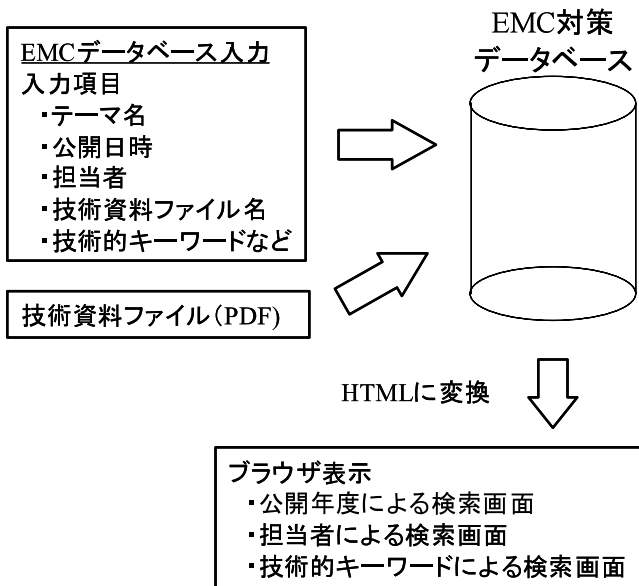 EMCデータベース入力
入力項目
・テーマ名
・公開日時
・担当者
・技術資料ファイル名
・技術的キーワードなど
技術資料ファイル(PDF)
EMC対策
データベース
HTMLに変換
ブラウザ表示
・公開年度による検索画面
・担当者による検索画面
・技術的キーワードによる検索画面